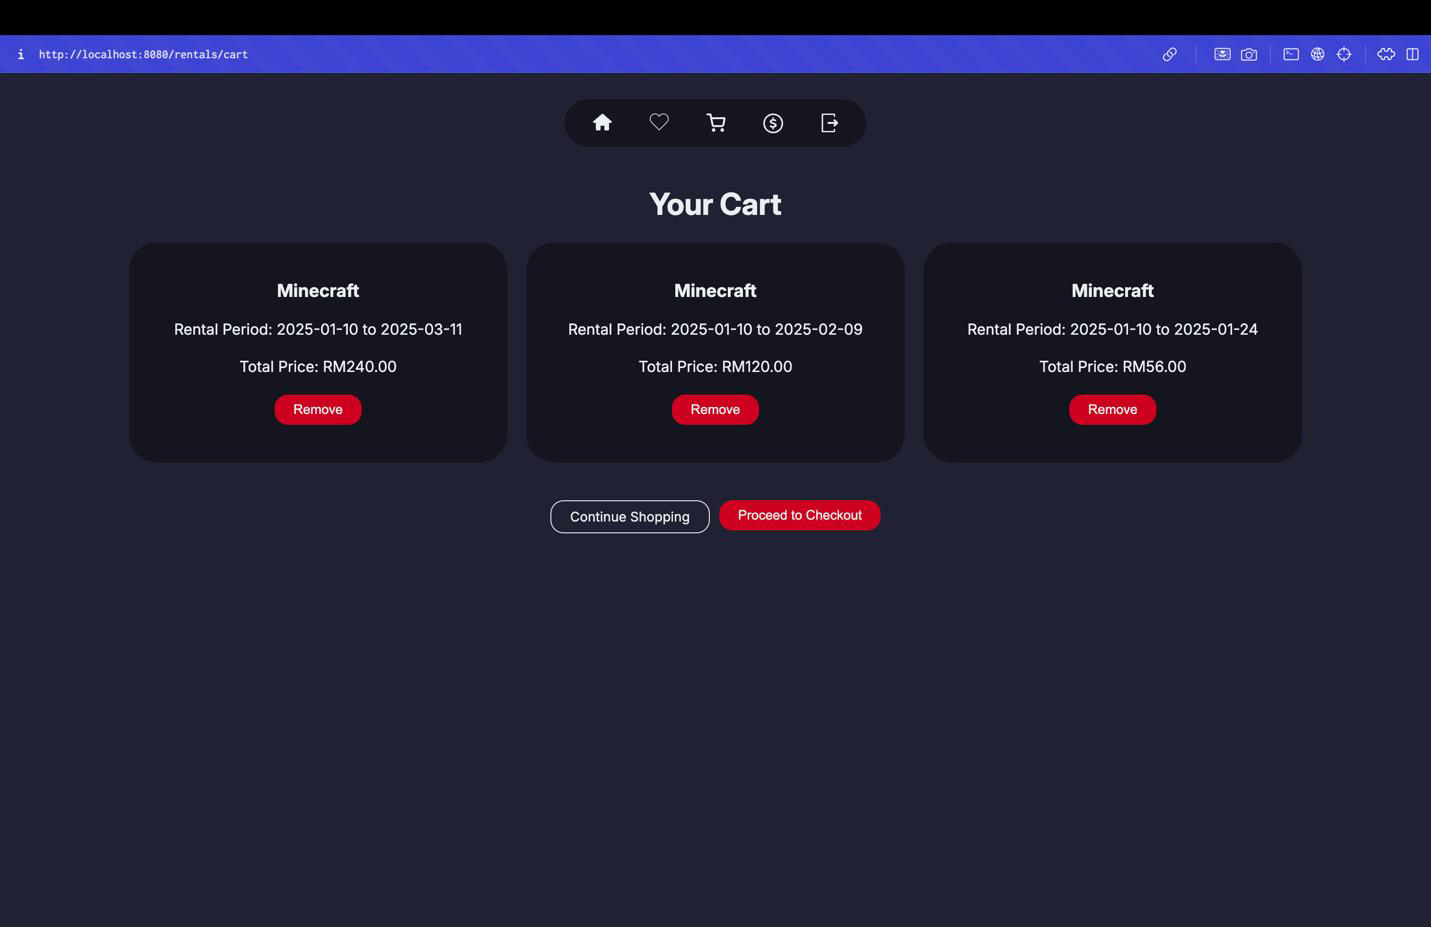 i http://localhost:8080/rentals/cart
Your Cart
Minecraft
Rental Period: 2025-01-10 to 2025-03-11
Total Price: RM240.00
Remove
Minecraft
Rental Period: 2025-01-10 to 2025-02-09
Total Price: RM120.00
Remove
Minecraft
Rental Period: 2025-01-10 to 2025-01-24
Total Price: RM56.00
Remove
Continue Shopping
Proceed to Checkout